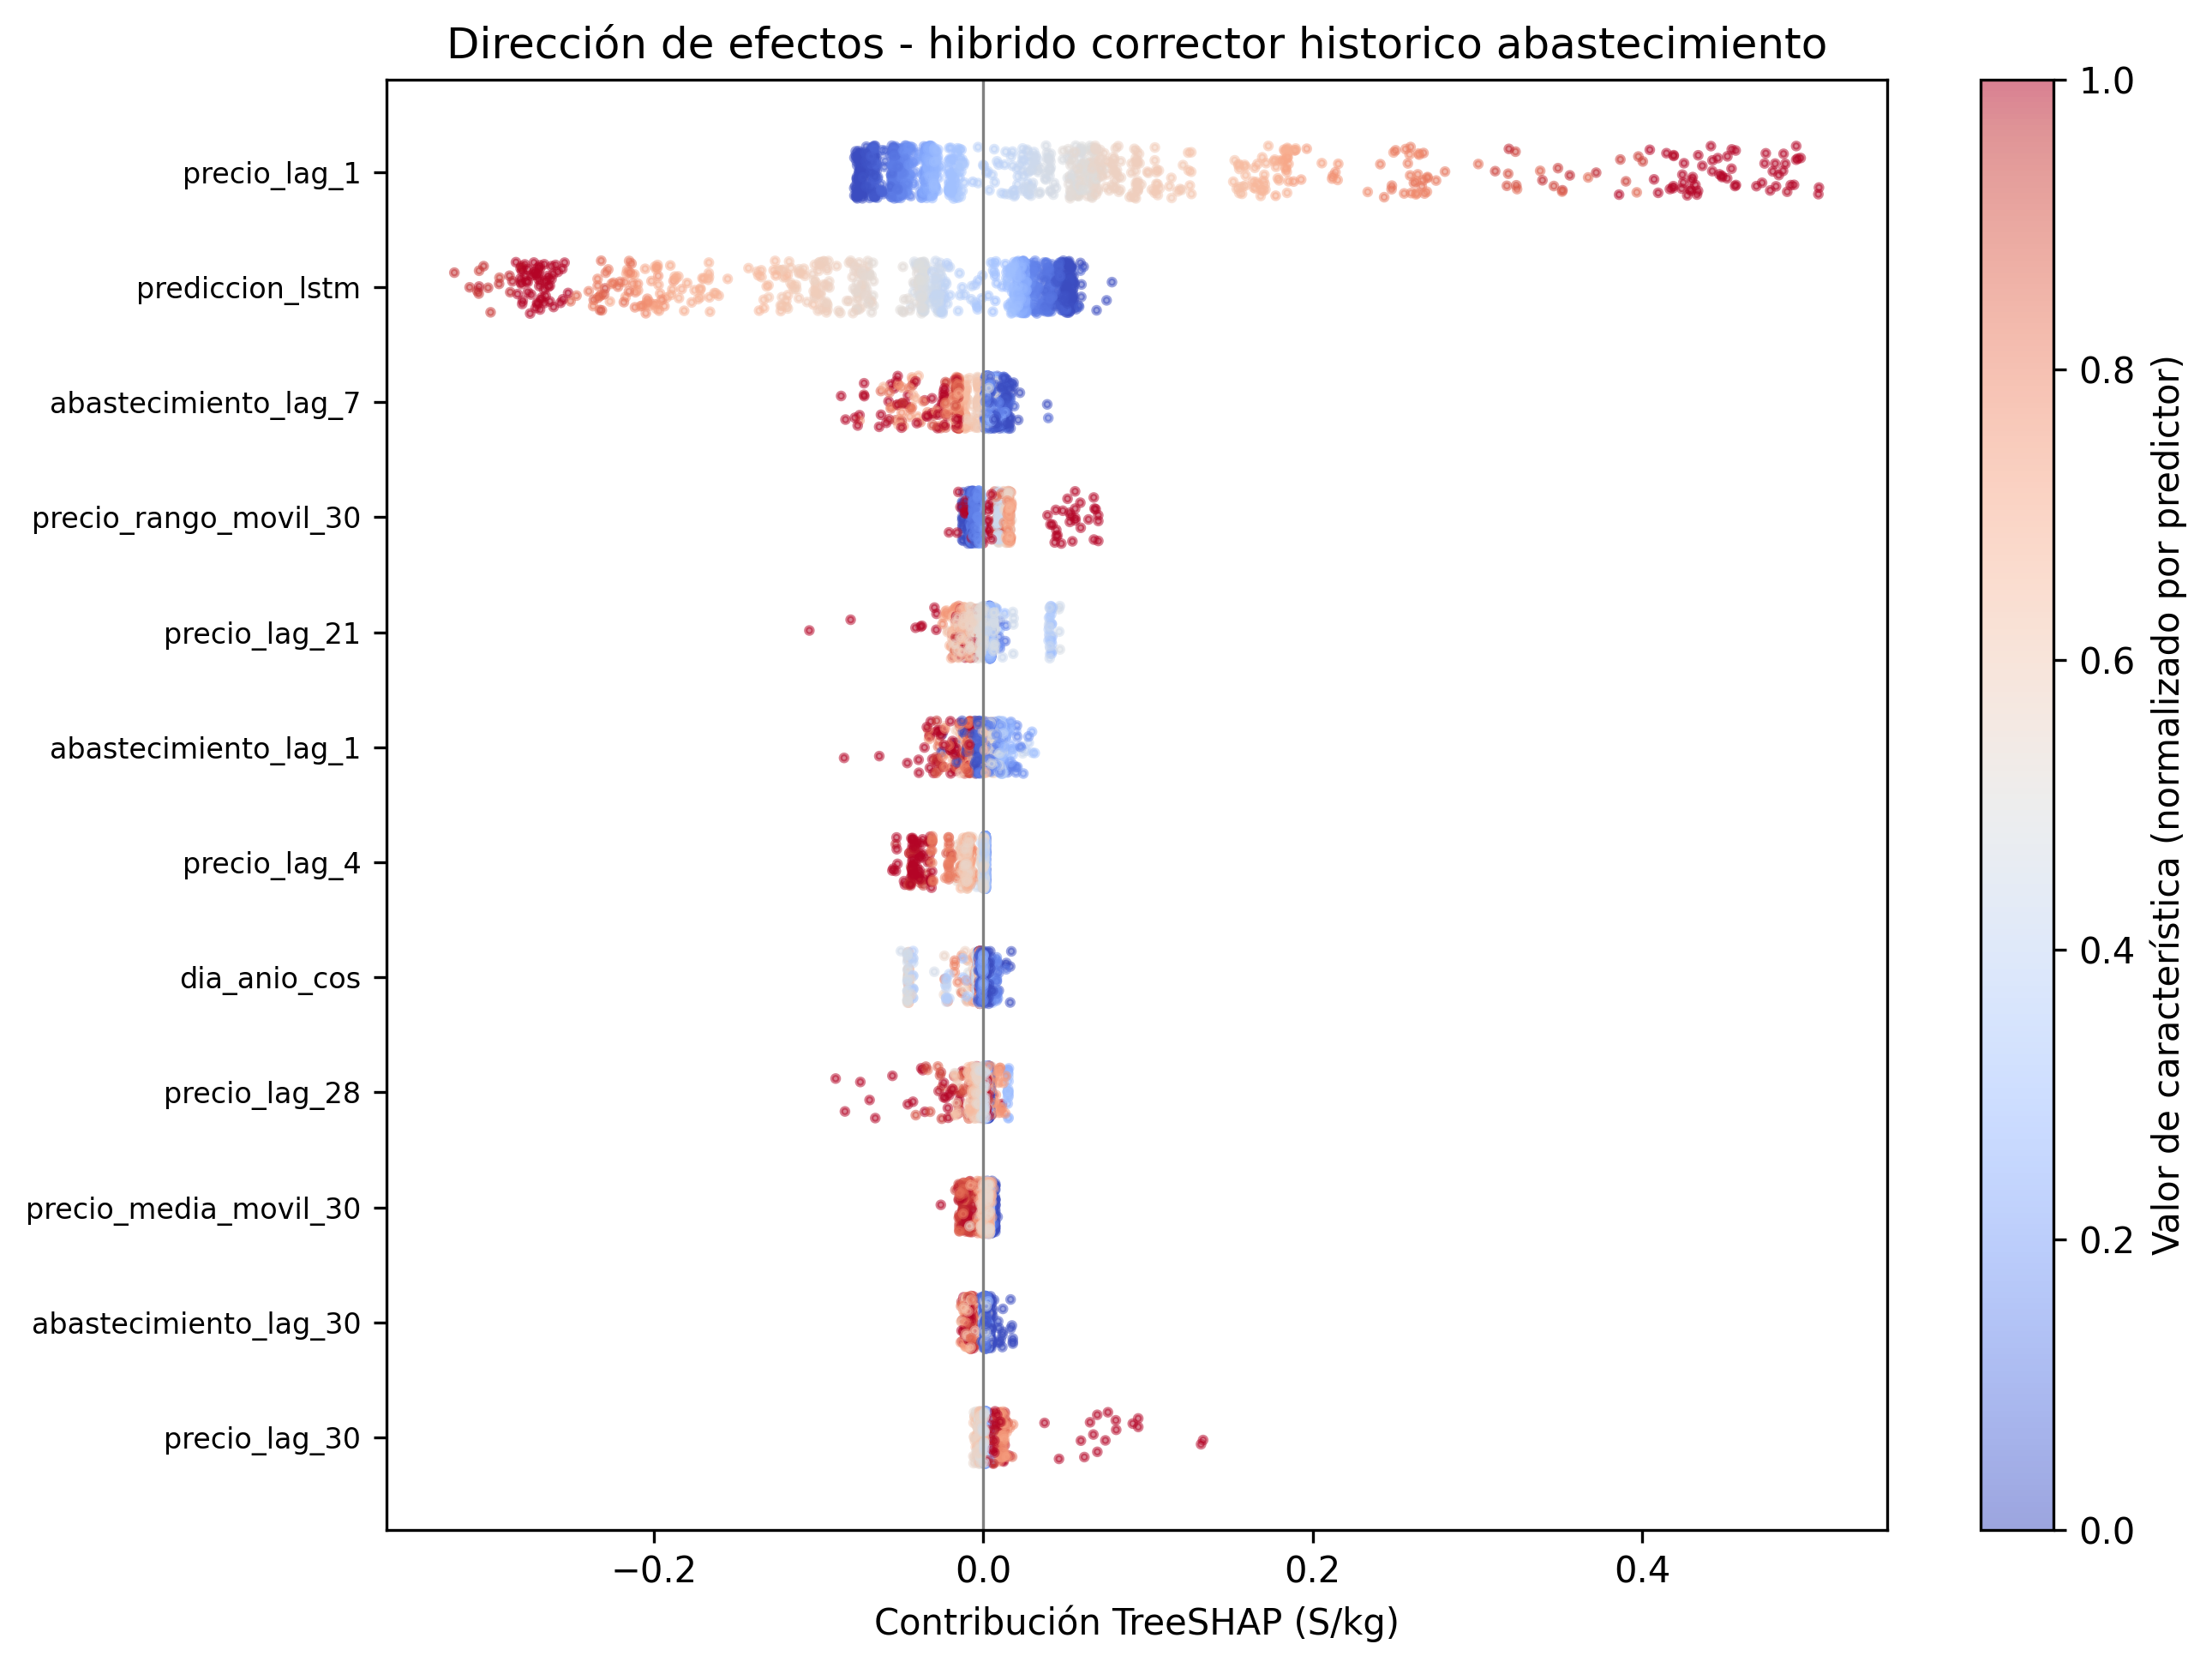 Dirección de efectos - hibrido corrector historico abastecimiento
precio_lag_1
prediccion_lstm
abastecimiento_lag_7
precio_rango_movil_30
precio_lag_21
abastecimiento_lag_1
precio_lag_4
dia_anio_cos
precio_lag_28
precio_media_movil_30
abastecimiento_lag_30
precio_lag_30
−0.2
0.0
0.2
0.4
Contribución TreeSHAP (S/kg)
1.0
0.8
0.6
0.4
0.2
0.0
Valor de característica (normalizado por predictor)